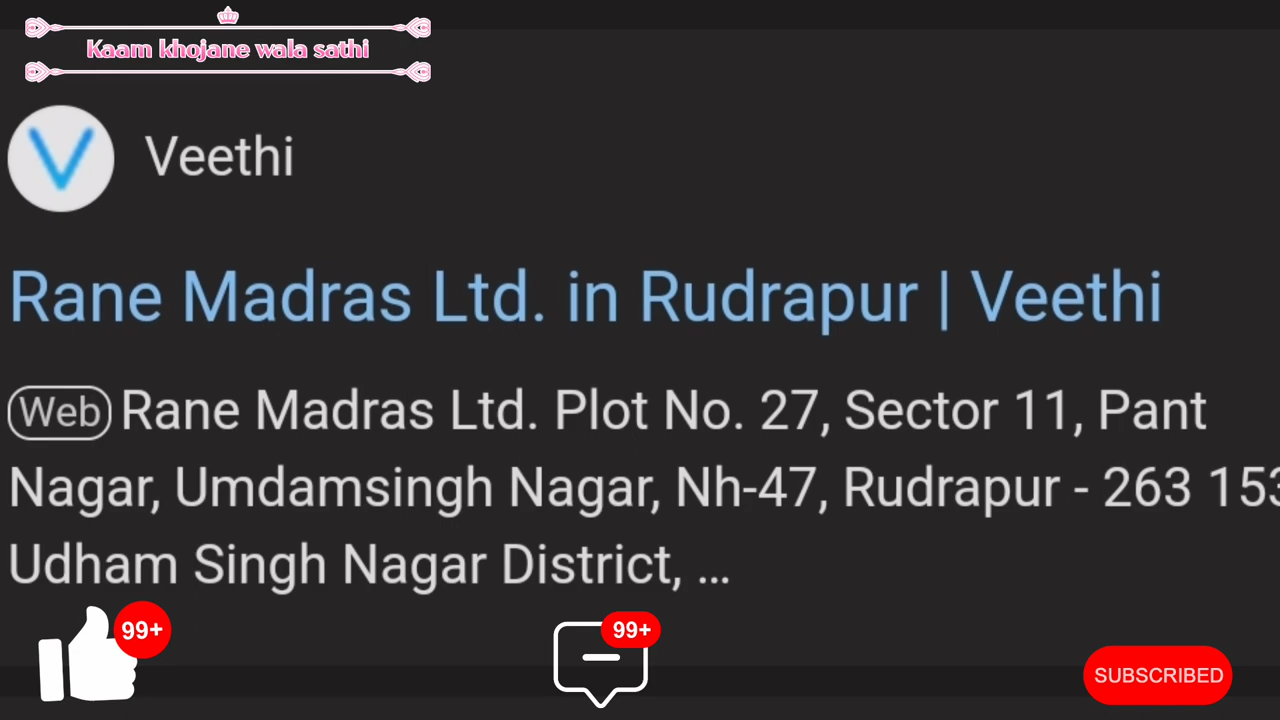 Kaam khojane wala sathi
Veethi
Rane Madras Ltd. in Rudrapur | Veethi
Web Rane Madras Ltd. Plot No. 27, Sector 11, Pant
Nagar, Umdamsingh Nagar, Nh-47, Rudrapur - 263 153
Udham Singh Nagar District, ...
99+
99+
SUBSCRIBED